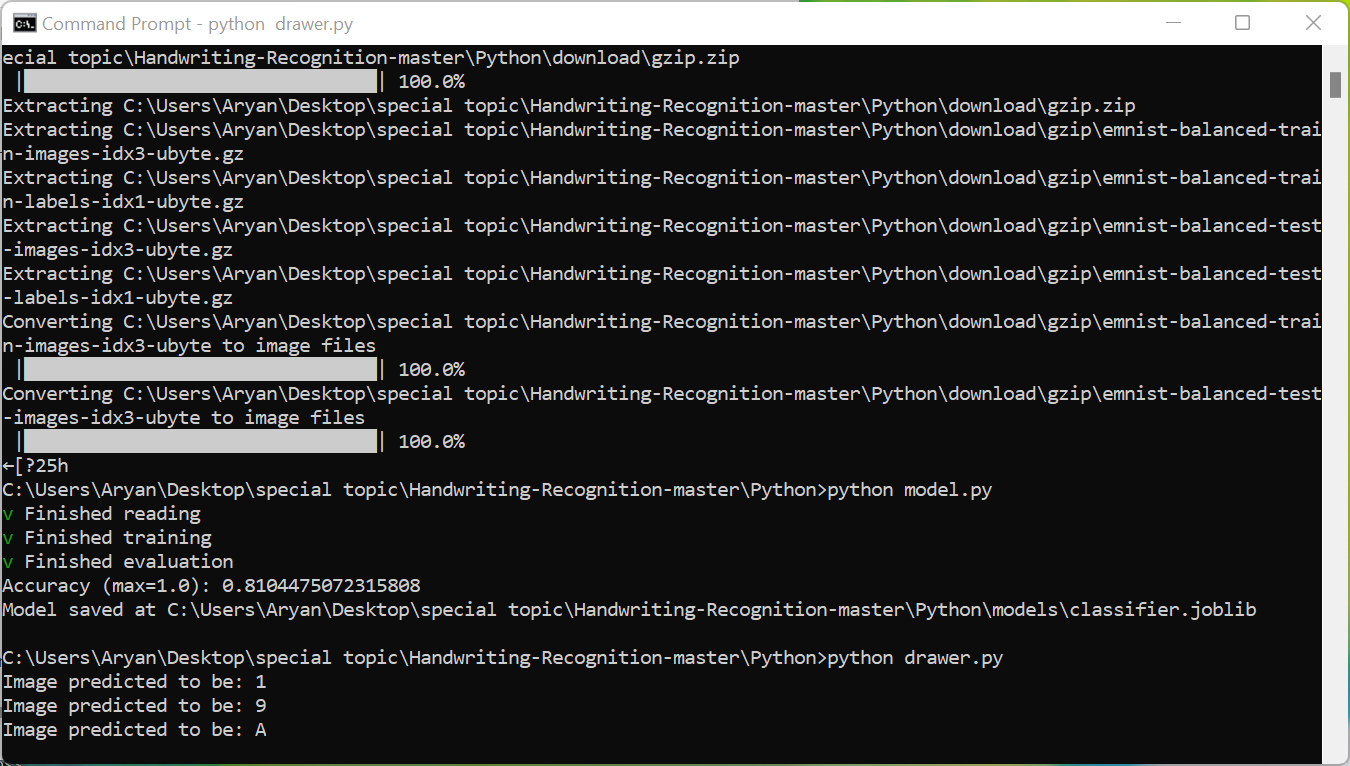 Command Prompt - python  drawer.py
ecial topic\Handwriting-Recognition-master\Python\download\gzip.zip
|| 100.0%
Extracting C:\Users\Aryan\Desktop\special topic\Handwriting-Recognition-master\Python\download\gzip.zip
Extracting C:\Users\Aryan\Desktop\special topic\Handwriting-Recognition-master\Python\download\gzip\emnist-balanced-trai
n-images-idx3-ubyte.gz
Extracting C:\Users\Aryan\Desktop\special topic\Handwriting-Recognition-master\Python\download\gzip\emnist-balanced-trai
n-labels-idx1-ubyte.gz
Extracting C:\Users\Aryan\Desktop\special topic\Handwriting-Recognition-master\Python\download\gzip\emnist-balanced-test
-images-idx3-ubyte.gz
Extracting C:\Users\Aryan\Desktop\special topic\Handwriting-Recognition-master\Python\download\gzip\emnist-balanced-test
-labels-idx1-ubyte.gz
Converting C:\Users\Aryan\Desktop\special topic\Handwriting-Recognition-master\Python\download\gzip\emnist-balanced-trai
n-images-idx3-ubyte to image files
|| 100.0%
Converting C:\Users\Aryan\Desktop\special topic\Handwriting-Recognition-master\Python\download\gzip\emnist-balanced-test
-images-idx3-ubyte to image files
|| 100.0%
←[?25h
C:\Users\Aryan\Desktop\special topic\Handwriting-Recognition-master\Python>python model.py
v Finished reading
v Finished training
v Finished evaluation
Accuracy (max=1.0): 0.8104475072315808
Model saved at C:\Users\Aryan\Desktop\special topic\Handwriting-Recognition-master\Python\models\classifier.joblib
C:\Users\Aryan\Desktop\special topic\Handwriting-Recognition-master\Python>python drawer.py
Image predicted to be: 1
Image predicted to be: 9
Image predicted to be: A